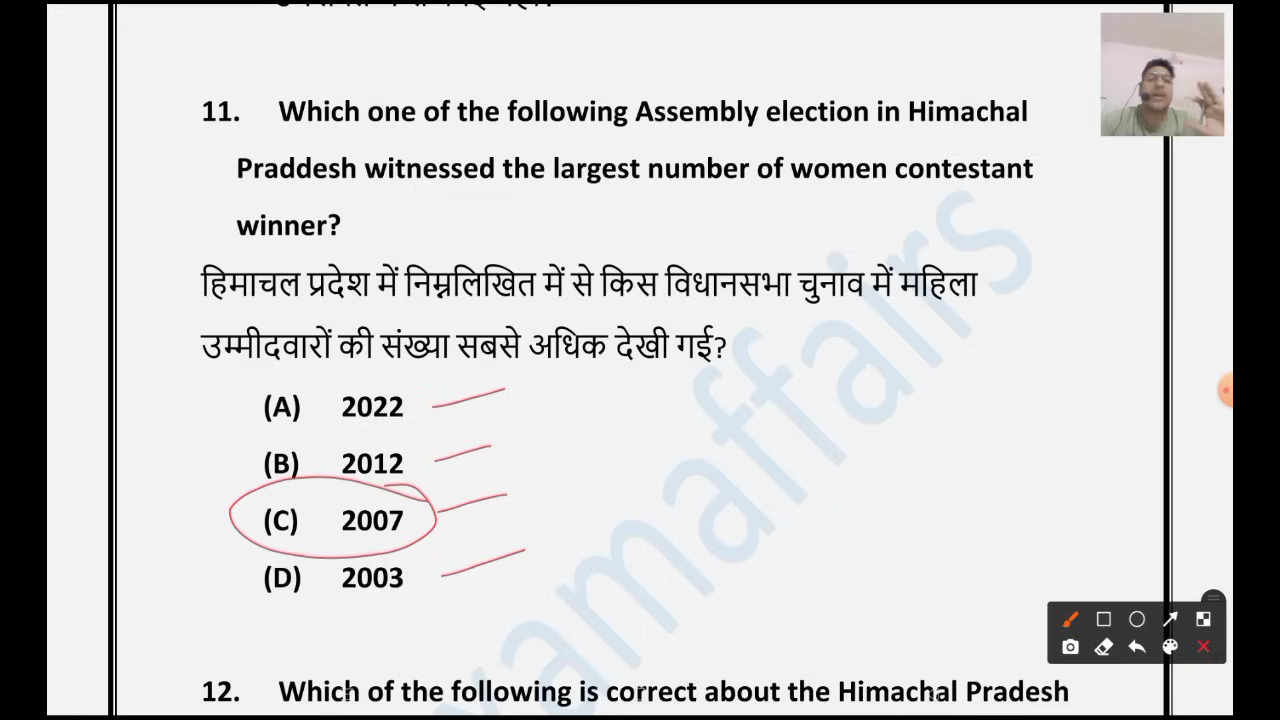 11. Which one of the following Assembly election in Himachal
Praddesh witnessed the largest number of women contestant
winner?
हिमाचल प्रदेश में निम्नलिखित में से किस विधानसभा चुनाव में महिला
उम्मीदवारों की संख्या सबसे अधिक देखी गई?
(A) 2022
(B) 2012
(C) 2007
(D) 2003
12. Which of the following is correct about the Himachal Pradesh
examaffairs